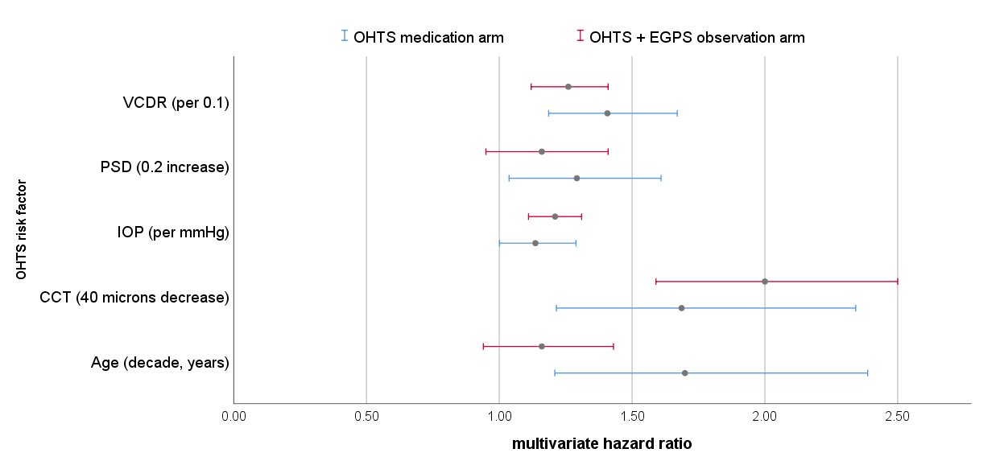 OHTS medication arm
OHTS + EGPS observation arm
VCDR (per 0.1)
PSD (0.2 increase)
IOP (per mmHg)
CCT (40 microns decrease)
Age (decade, years)
OHTS risk factor
0.00 0.50 1.00 1.50 2.00 2.50
multivariate hazard ratio